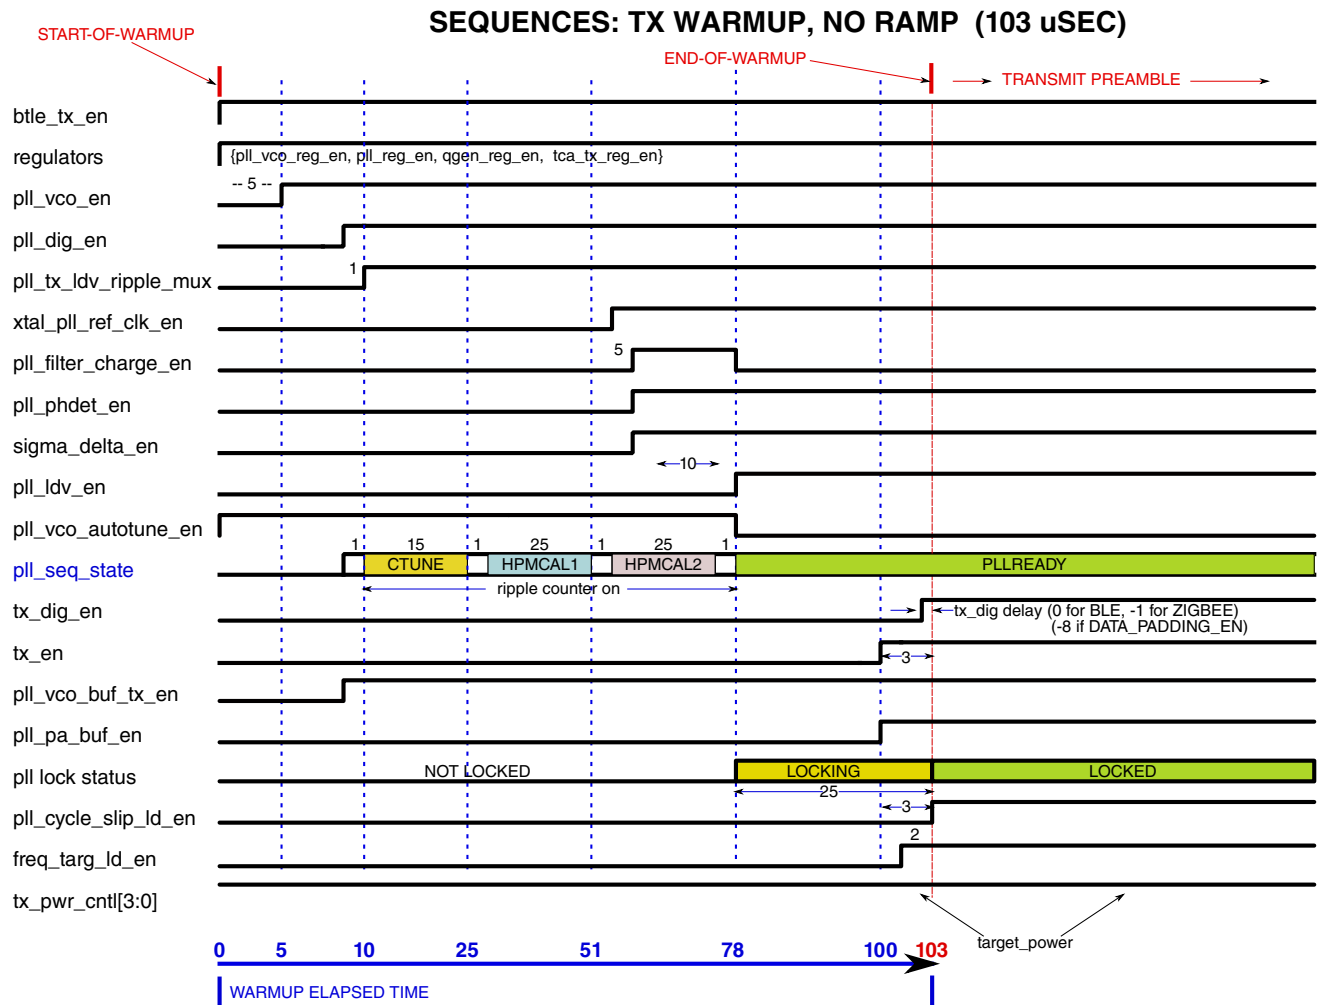 SEQUENCES: TX WARMUP, NO RAMP (103 uSEC)
START-OF-WARMUP
END-OF-WARMUP
TRANSMIT PREAMBLE
btle_tx_en
regulators
{pll_vco_reg_en, pll_reg_en, qgen_reg_en, tca_tx_reg_en}
-- 5 --
pll_vco_en
pll_dig_en
1
pll_tx_ldv_ripple_mux
xtal_pll_ref_clk_en
5
pll_filter_charge_en
pll_phdet_en
sigma_delta_en
10
pll_ldv_en
pll_vco_autotune_en
1 15 1 25 1 25 1
pll_seq_state
CTUNE HPMCAL1 HPMCAL2 PLLREADY
ripple counter on
tx_dig_en
tx_dig delay (0 for BLE, -1 for ZIGBEE)
(-8 if DATA_PADDING_EN)
tx_en
3
pll_vco_buf_tx_en
pll_pa_buf_en
pll lock status
NOT LOCKED LOCKING LOCKED
25
3
pll_cycle_slip_ld_en
2
freq_targ_ld_en
tx_pwr_cntl[3:0]
target_power
0 5 10 25 51 78 100 103
WARMUP ELAPSED TIME